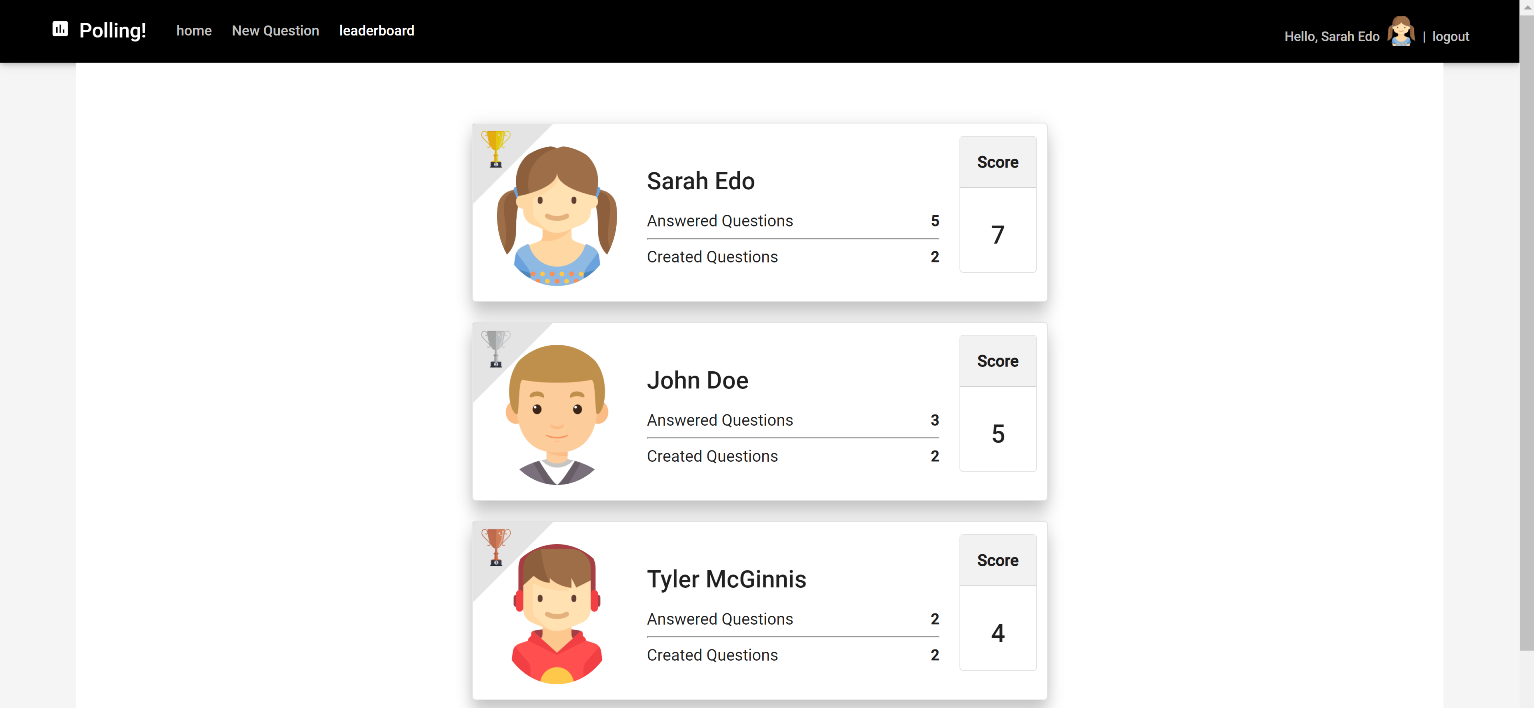 Polling! home New Question leaderboard Hello, Sarah Edo | logout
Score
Sarah Edo
Answered Questions 5
7
Created Questions 2
Score
John Doe
Answered Questions 3
5
Created Questions 2
Score
Tyler McGinnis
Answered Questions 2
4
Created Questions 2